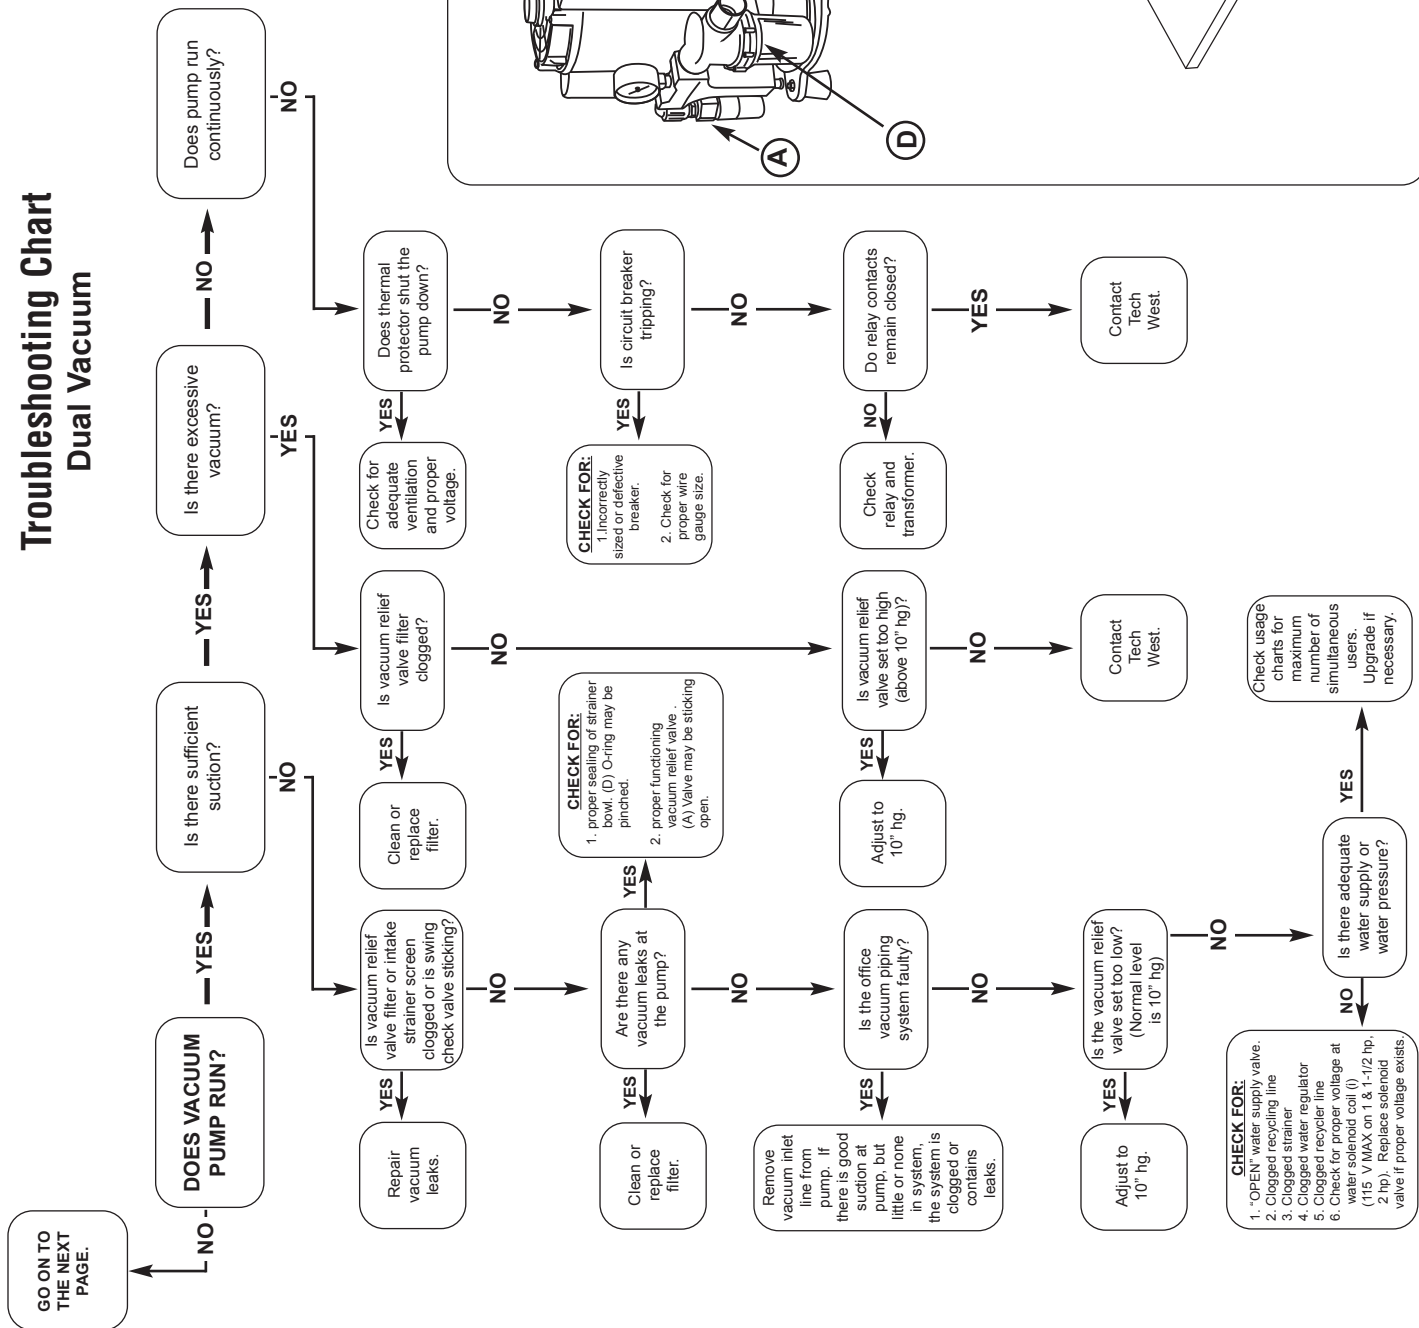 Troubleshooting Chart
Dual Vacuum
GO ON TO
THE NEXT
PAGE.
NO
DOES VACUUM
PUMP RUN?
YES
Is there sufficient
suction?
YES
Is there excessive
vacuum?
NO
Does pump run
continuously?
NO
YES
NO
Repair
vacuum
leaks.
YES
Is vacuum relief
valve filter or intake
strainer screen
clogged or is swing
check valve sticking?
NO
Clean or
replace
filter.
YES
Are there any
vacuum leaks at
the pump?
YES
CHECK FOR:
1. proper sealing of strainer
bowl. (D) O-ring may be
pinched.
2. proper functioning
vacuum relief valve .
(A) Valve may be sticking
open.
NO
Remove
vacuum inlet
line from
pump. If
there is good
suction at
pump, but
little or none
in system,
the system is
clogged or
contains
leaks.
YES
Is the office
vacuum piping
system faulty?
NO
Adjust to
10" hg.
YES
Is the vacuum relief
valve set too low?
(Normal level
is 10" hg)
NO
CHECK FOR:
1. "OPEN" water supply valve.
2. Clogged recycling line
3. Clogged strainer
4. Clogged water regulator
5. Clogged recycler line
6. Check for proper voltage at
water solenoid coil (i)
(115 V MAX on 1 & 1-1/2 hp,
2 hp). Replace solenoid
valve if proper voltage exists.
NO
Is there adequate
water supply or
water pressure?
YES
Check usage
charts for
maximum
number of
simultaneous
users.
Upgrade if
necessary.
Clean or
replace
filter.
YES
Is vacuum relief
valve filter
clogged?
NO
Adjust to
10" hg.
YES
Is vacuum relief
valve set too high
(above 10" hg)?
NO
Contact
Tech
West.
Check for
adequate
ventilation
and proper
voltage.
YES
Does thermal
protector shut the
pump down?
NO
CHECK FOR:
1.Incorrectly
sized or defective
breaker.
2. Check for
proper wire
gauge size.
YES
Is circuit breaker
tripping?
NO
Check
relay and
transformer.
NO
Do relay contacts
remain closed?
YES
Contact
Tech
West.
A
D